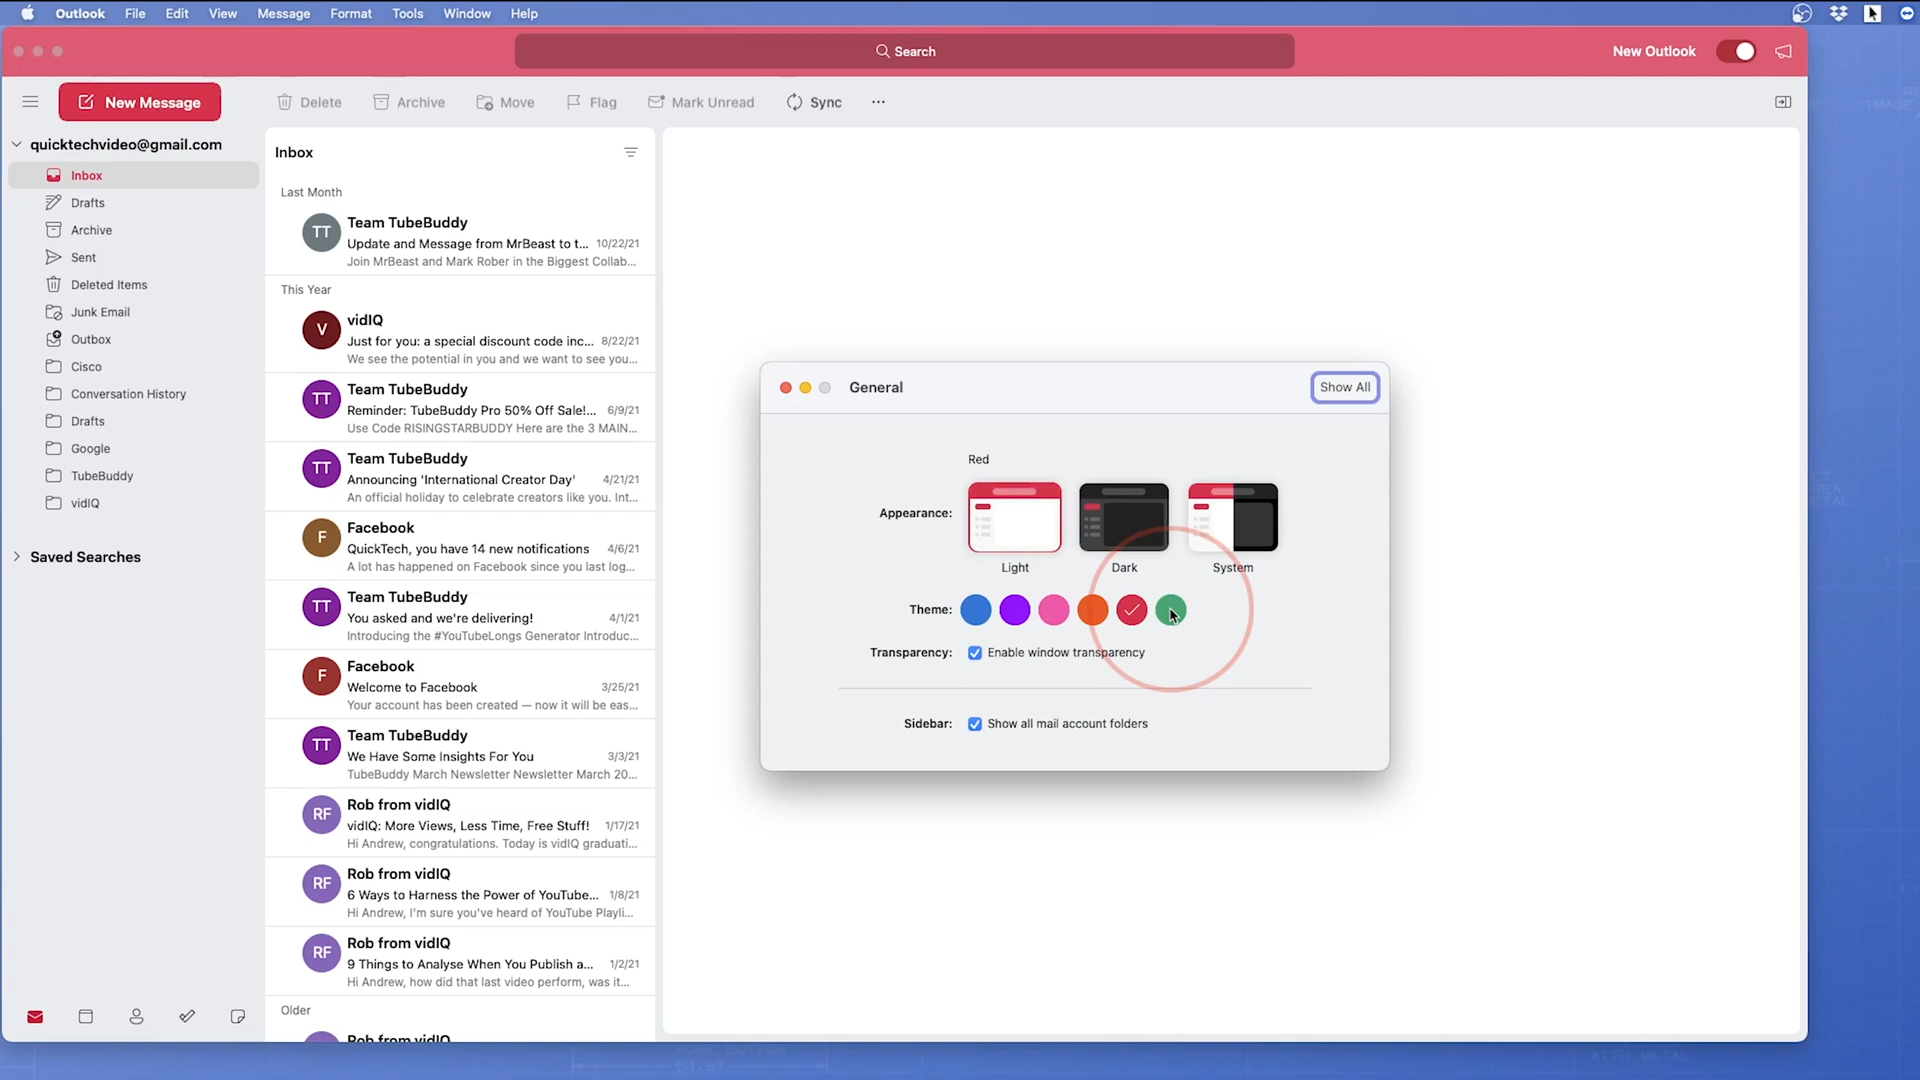 Outlook File Edit View Message Format Tools Window Help
Search
New Outlook
New Message
Delete Archive Move Flag Mark Unread Sync ...
quicktechvideo@gmail.com
Inbox
Drafts
Archive
Sent
Deleted Items
Junk Email
Outbox
Cisco
Conversation History
Drafts
Google
TubeBuddy
vidIQ
Saved Searches
Inbox
Last Month
TT
Team TubeBuddy
Update and Message from MrBeast to t... 10/22/21
Join MrBeast and Mark Rober in the Biggest Collab...
This Year
V
vidIQ
Just for you: a special discount code inc... 8/22/21
We see the potential in you and we want to see you...
TT
Team TubeBuddy
Reminder: TubeBuddy Pro 50% Off Sale!... 6/9/21
Use Code RISINGSTARBUDDY Here are the 3 MAIN...
TT
Team TubeBuddy
Announcing 'International Creator Day' 4/21/21
An official holiday to celebrate creators like you. Int...
F
Facebook
QuickTech, you have 14 new notifications 4/6/21
A lot has happened on Facebook since you last log...
TT
Team TubeBuddy
You asked and we're delivering! 4/1/21
Introducing the #YouTubeLongs Generator Introduc...
F
Facebook
Welcome to Facebook 3/25/21
Your account has been created — now it will be eas...
TT
Team TubeBuddy
We Have Some Insights For You 3/3/21
TubeBuddy March Newsletter Newsletter March 20...
RF
Rob from vidIQ
vidIQ: More Views, Less Time, Free Stuff! 1/17/21
Hi Andrew, congratulations. Today is vidIQ graduati...
RF
Rob from vidIQ
6 Ways to Harness the Power of YouTube... 1/8/21
Hi Andrew, I'm sure you've heard of YouTube Playli...
RF
Rob from vidIQ
9 Things to Analyse When You Publish a... 1/2/21
Hi Andrew, how did that last video perform, was it...
Older
Rob from vidIQ
General
Show All
Red
Appearance:
Light Dark System
Theme:
Transparency: Enable window transparency
Sidebar: Show all mail account folders